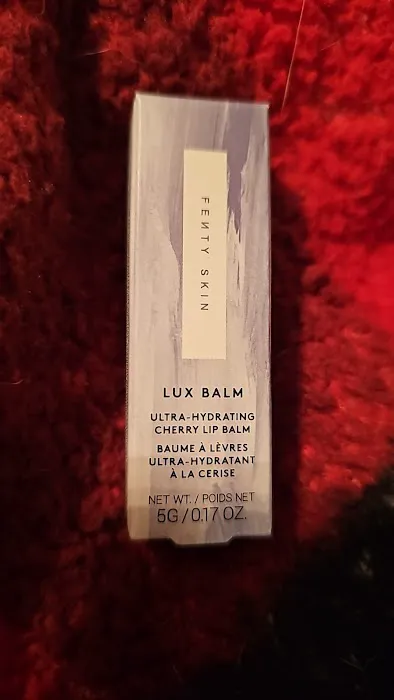 FENTY SKIN
LUX BALM
ULTRA-HYDRATING
CHERRY LIP BALM
BAUME À LÈVRES
ULTRA-HYDRATANT
À LA CERISE
NET WT. / POIDS NET
5G / 0.17 OZ.